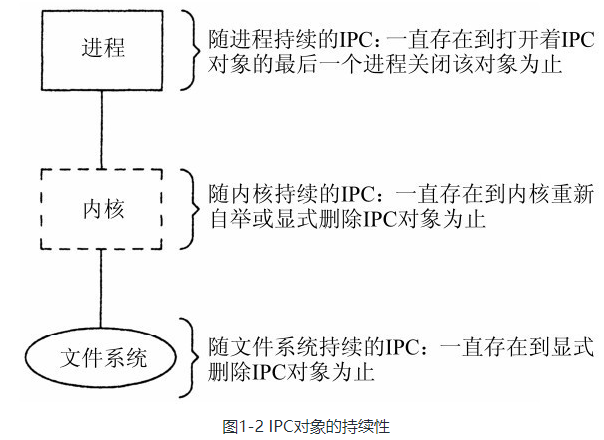 进程
随进程持续的IPC：一直存在到打开着IPC
对象的最后一个进程关闭该对象为止
内核
随内核持续的IPC：一直存在到内核重新
自举或显式删除IPC对象为止
文件系统
随文件系统持续的IPC：一直存在到显式
删除IPC对象为止
图1-2 IPC对象的持续性